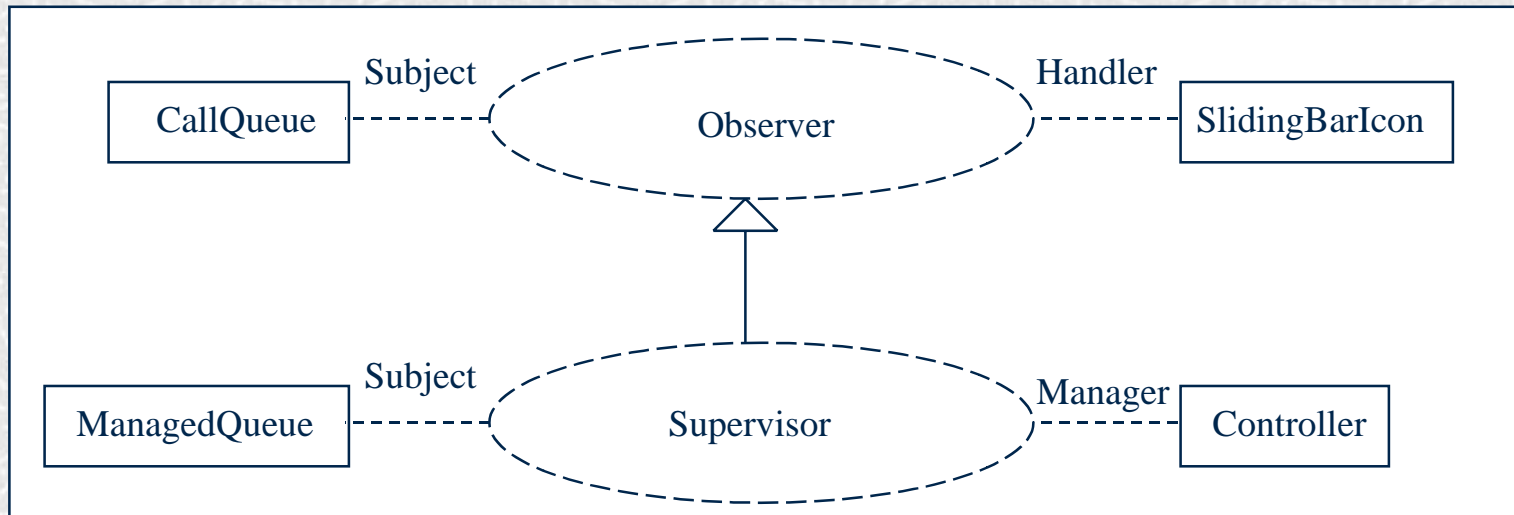 Subject
Handler
CallQueue
Observer
SlidingBarIcon
Subject
Manager
ManagedQueue
Supervisor
Controller